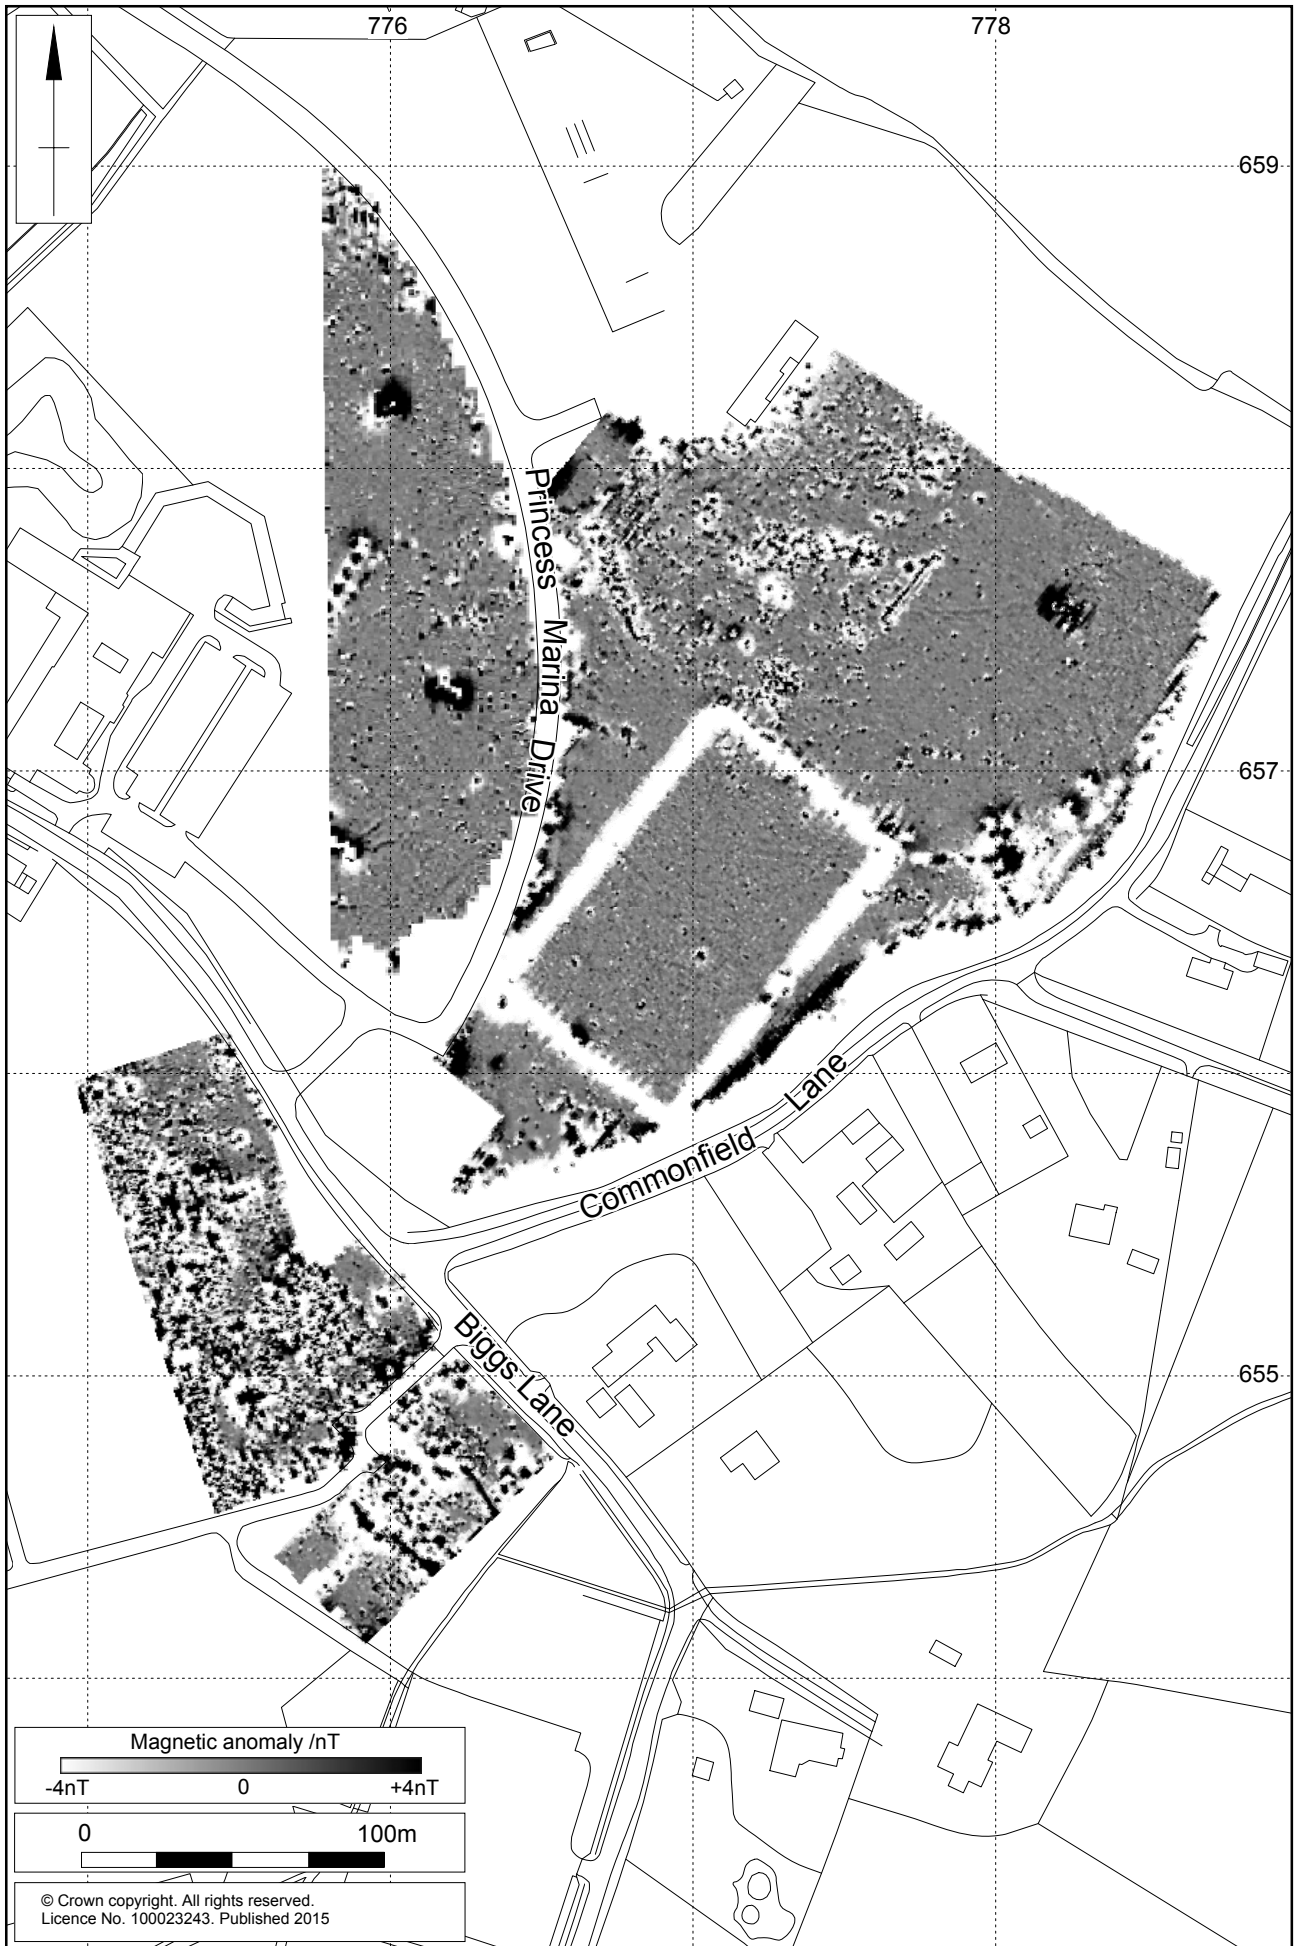 776
778
659
Princess Marina Drive
657
Commonfield Lane
655
Biggs Lane
Magnetic anomaly /nT
-4nT 0 +4nT
0 100m
© Crown copyright. All rights reserved.
Licence No. 100023243. Published 2015